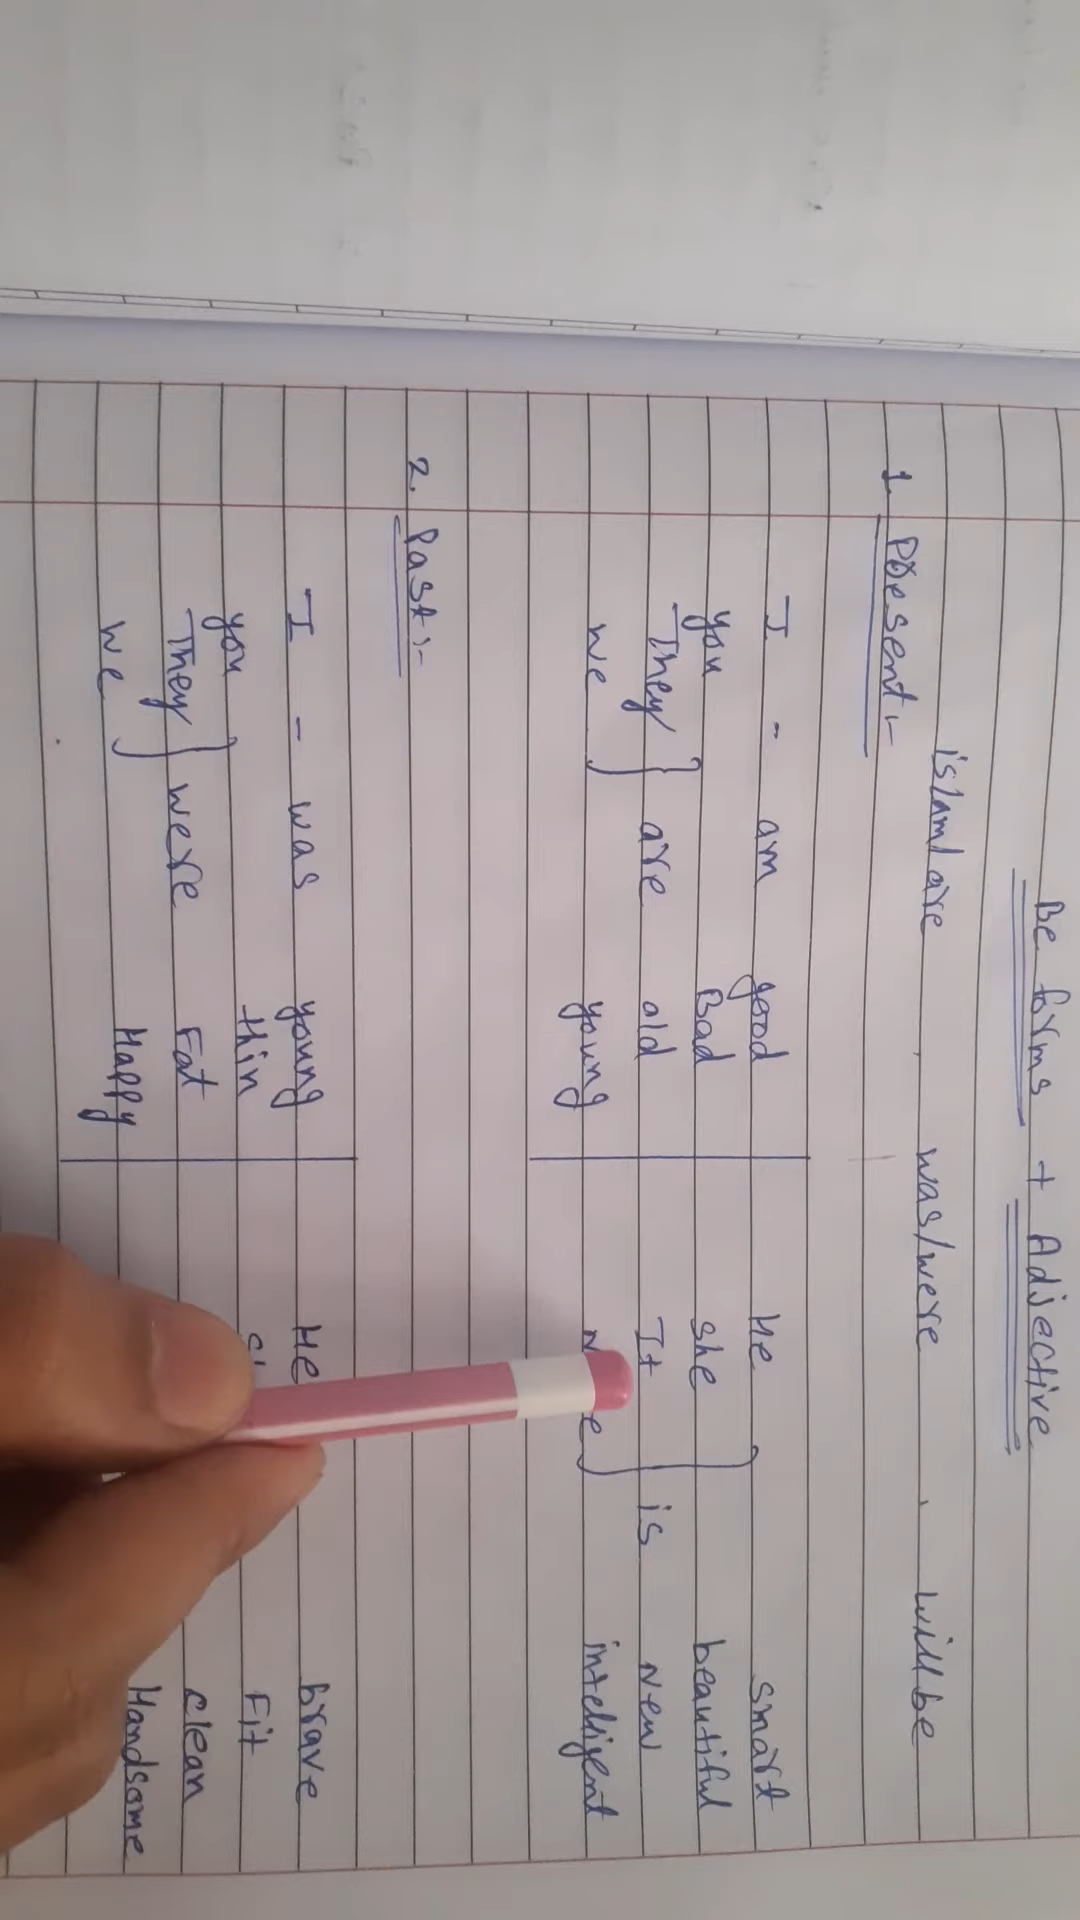 Be forms + Adjective
is/am/are , was/were , will be
1. Present :-
I - am good He smart
you Bad she beautiful
They } are old It } is New
we young intelligent
2. Past :-
I - was young He brave
you thin Fit
They } were Fat clean
we Happy Handsome